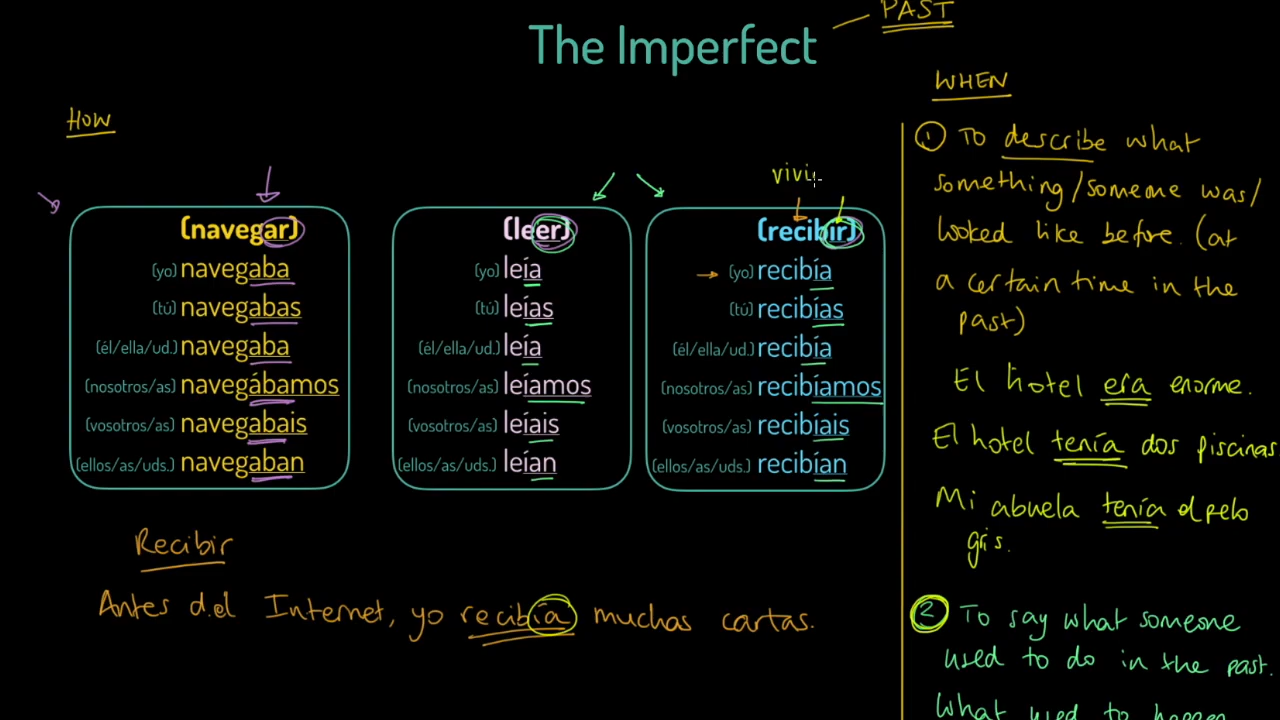 PAST
The Imperfect
HOW
(navegar)
(yo) navegaba
(tú) navegabas
(él/ella/ud.) navegaba
(nosotros/as) navegábamos
(vosotros/as) navegabais
(ellos/as/uds.) navegaban
(leer)
(yo) leía
(tú) leías
(él/ella/ud.) leía
(nosotros/as) leíamos
(vosotros/as) leíais
(ellos/as/uds.) leían
vivi
(recibir)
(yo) recibía
(tú) recibías
(él/ella/ud.) recibía
(nosotros/as) recibíamos
(vosotros/as) recibíais
(ellos/as/uds.) recibían
Recibir
Antes del Internet, yo recibía muchas cartas.
WHEN
1 To describe what
something/someone was/
looked like before. (at
a certain time in the
past)
El hotel era enorme.
El hotel tenía dos piscinas
Mi abuela tenía el pelo
gris.
2 To say what someone
used to do in the past.
What used to happen